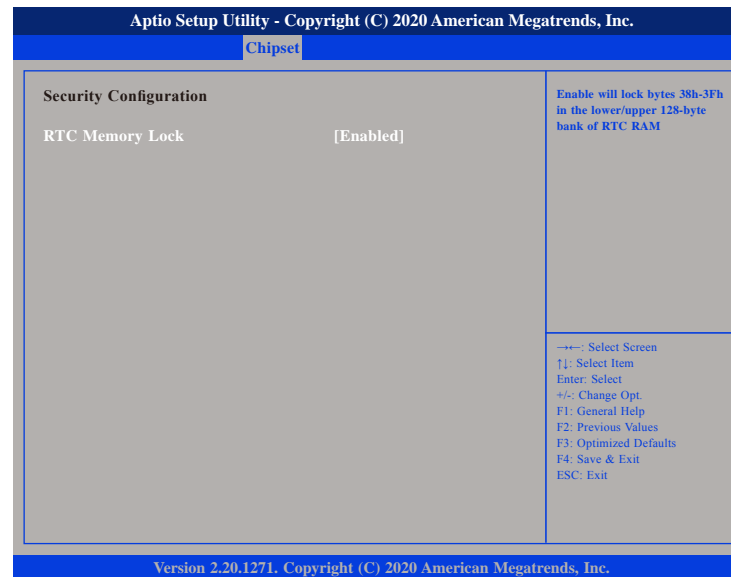 Aptio Setup Utility - Copyright (C) 2020 American Megatrends, Inc.
Chipset
Security Configuration
RTC Memory Lock [Enabled]
Enable will lock bytes 38h-3Fh
in the lower/upper 128-byte
bank of RTC RAM
→←: Select Screen
↑↓: Select Item
Enter: Select
+/-: Change Opt.
F1: General Help
F2: Previous Values
F3: Optimized Defaults
F4: Save & Exit
ESC: Exit
Version 2.20.1271. Copyright (C) 2020 American Megatrends, Inc.